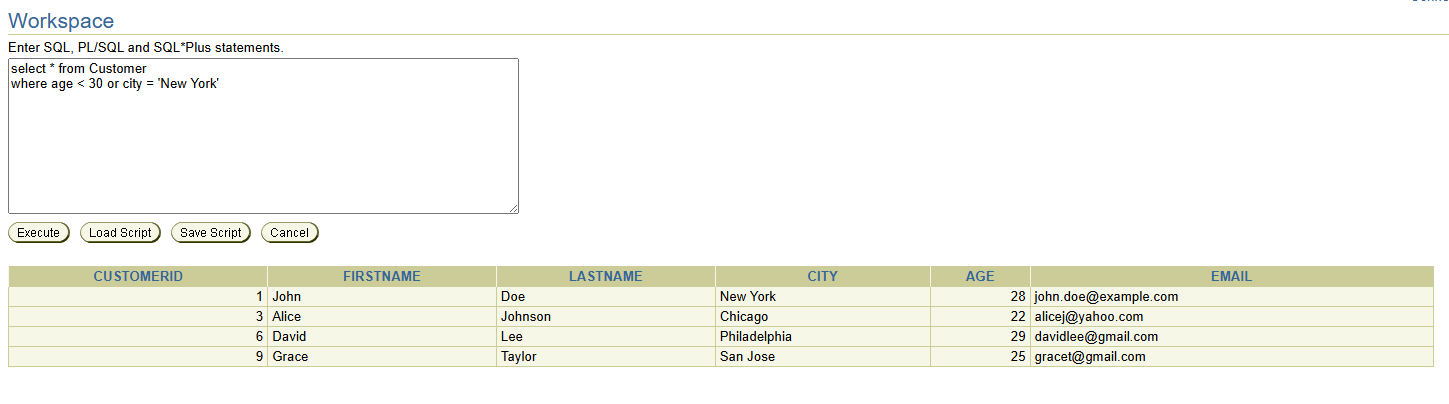 Workspace
Enter SQL, PL/SQL and SQL*Plus statements.
select * from Customer
where age < 30 or city = 'New York'
Execute Load Script Save Script Cancel
CUSTOMERID FIRSTNAME LASTNAME CITY AGE EMAIL
1 John Doe New York 28 john.doe@example.com
3 Alice Johnson Chicago 22 alicej@yahoo.com
6 David Lee Philadelphia 29 davidlee@gmail.com
9 Grace Taylor San Jose 25 gracet@gmail.com